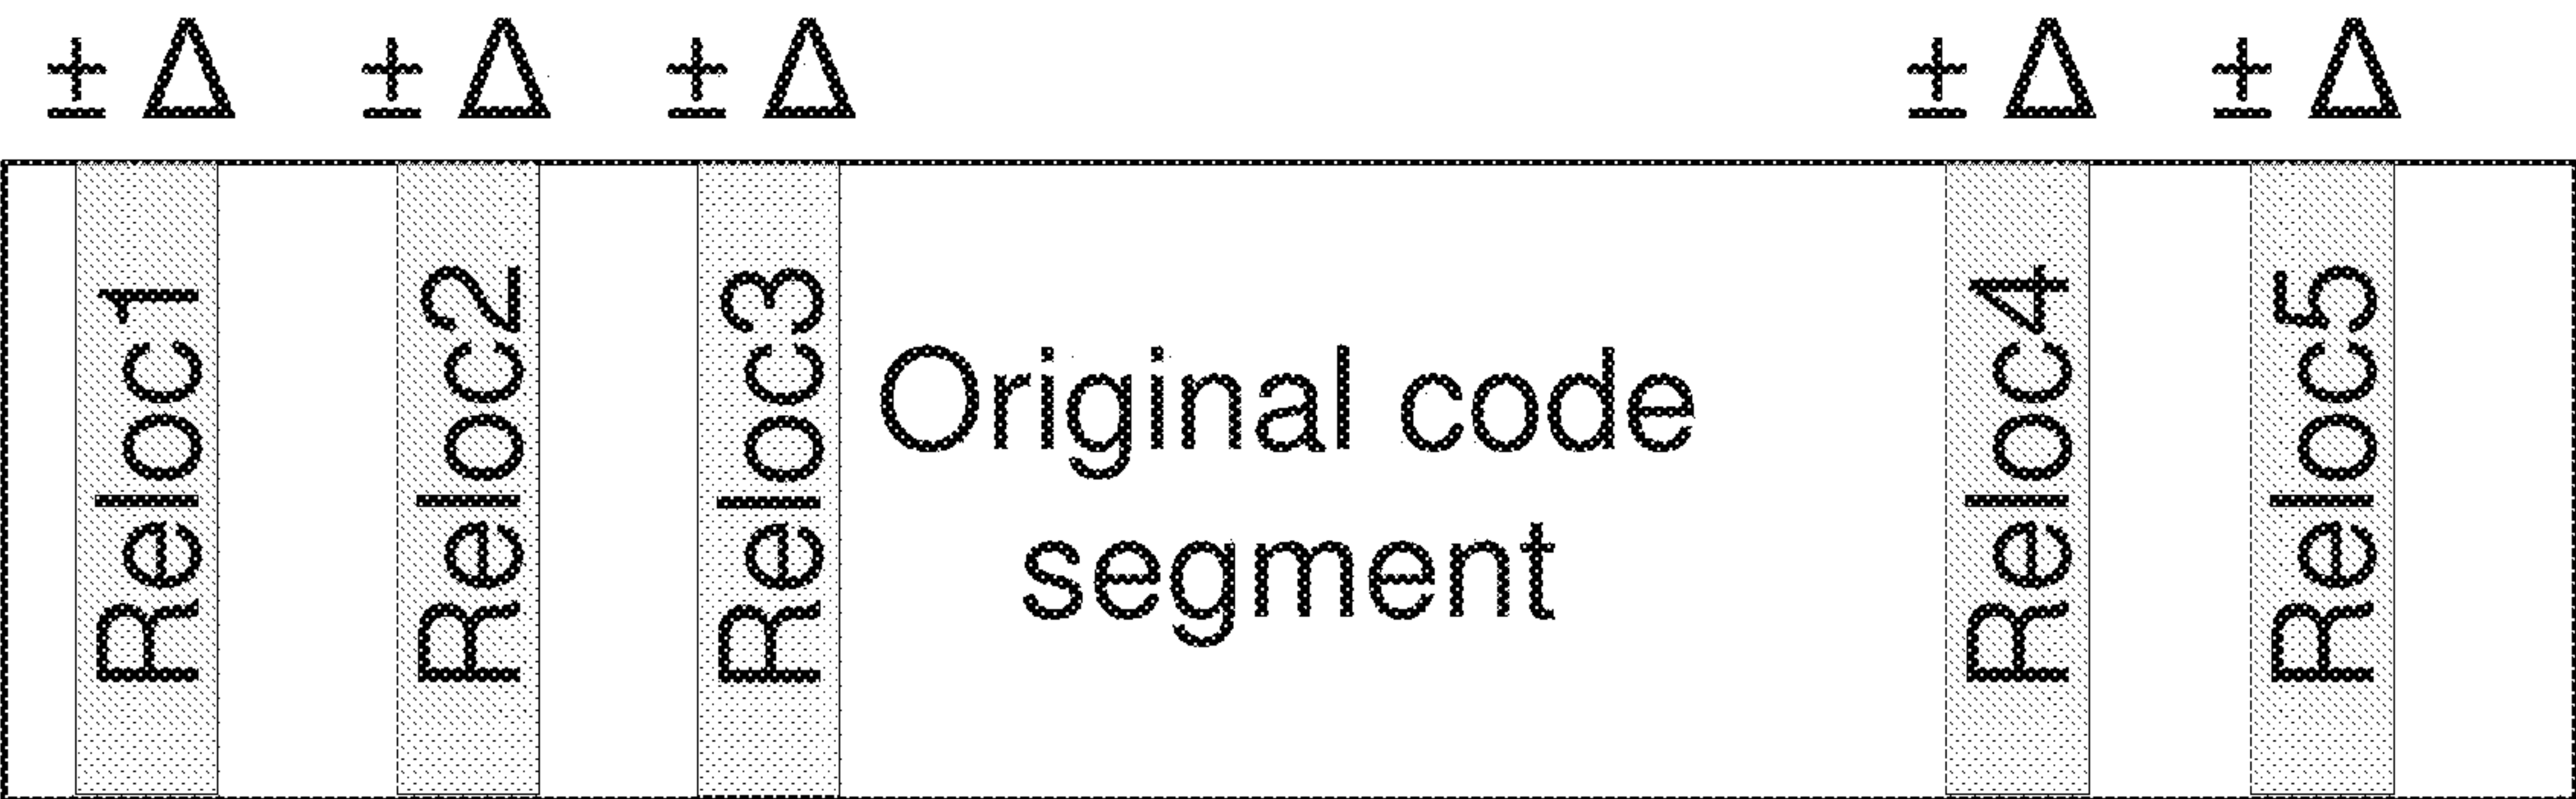 ± Δ ± Δ ± Δ ± Δ ± Δ
Reloc1
Reloc2
Reloc3
Original code
segment
Reloc4
Reloc5